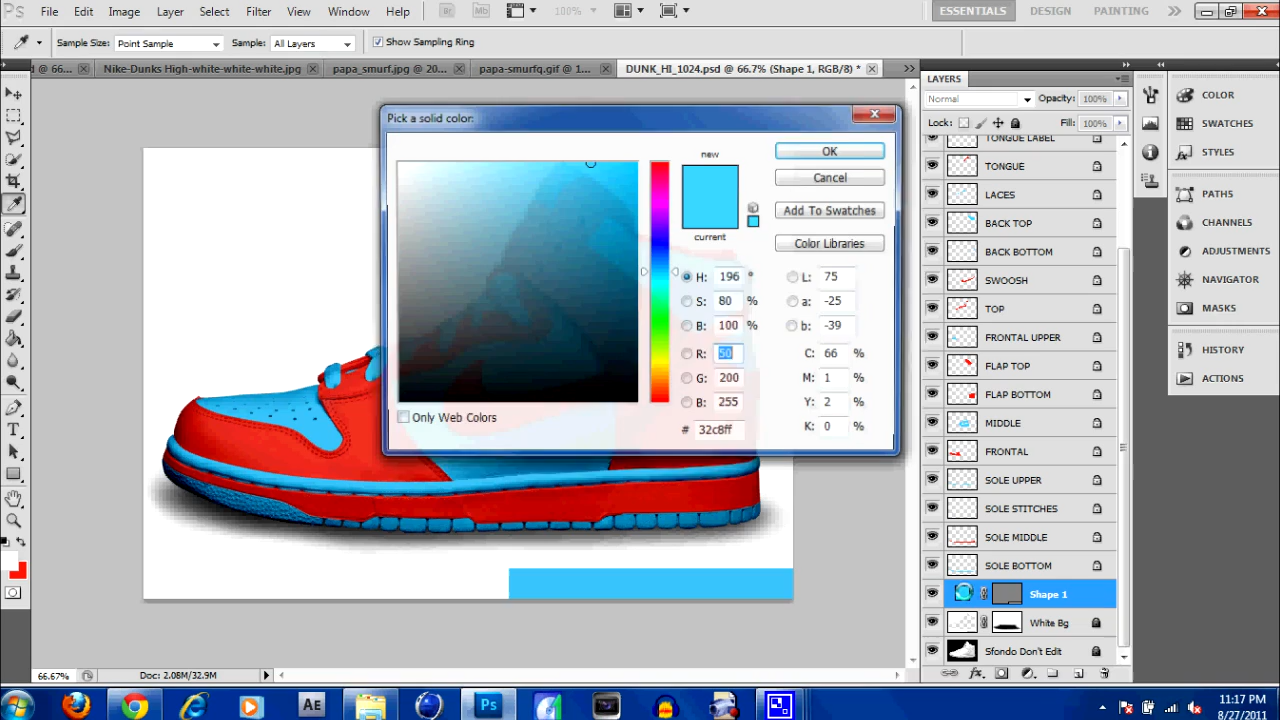 Ps File Edit Image Layer Select Filter View Window Help Br Mb 100% ESSENTIALS DESIGN PAINTING
Sample Size: Point Sample Sample: All Layers Show Sampling Ring
d @ 66... Nike-Dunks High-white-white-white.jpg papa_smurf.jpg @ 20... papa-smurfq.gif @ 1... DUNK_HI_1024.psd @ 66.7% (Shape 1, RGB/8) *
Pick a solid color:
new
current
OK
Cancel
Add To Swatches
Color Libraries
H: 196 °
S: 80 %
B: 100 %
R: 50
G: 200
B: 255
# 32c8ff
L: 75
a: -25
b: -39
C: 66 %
M: 1 %
Y: 2 %
K: 0 %
Only Web Colors
LAYERS
Normal Opacity: 100%
Lock: Fill: 100%
TONGUE LABEL
TONGUE
LACES
BACK TOP
BACK BOTTOM
SWOOSH
TOP
FRONTAL UPPER
FLAP TOP
FLAP BOTTOM
MIDDLE
FRONTAL
SOLE UPPER
SOLE STITCHES
SOLE MIDDLE
SOLE BOTTOM
Shape 1
White Bg
Sfondo Don't Edit
COLOR
SWATCHES
STYLES
PATHS
CHANNELS
ADJUSTMENTS
NAVIGATOR
MASKS
HISTORY
ACTIONS
66.67% Doc: 2.08M/32.9M
AE Ps
11:17 PM
8/27/2011